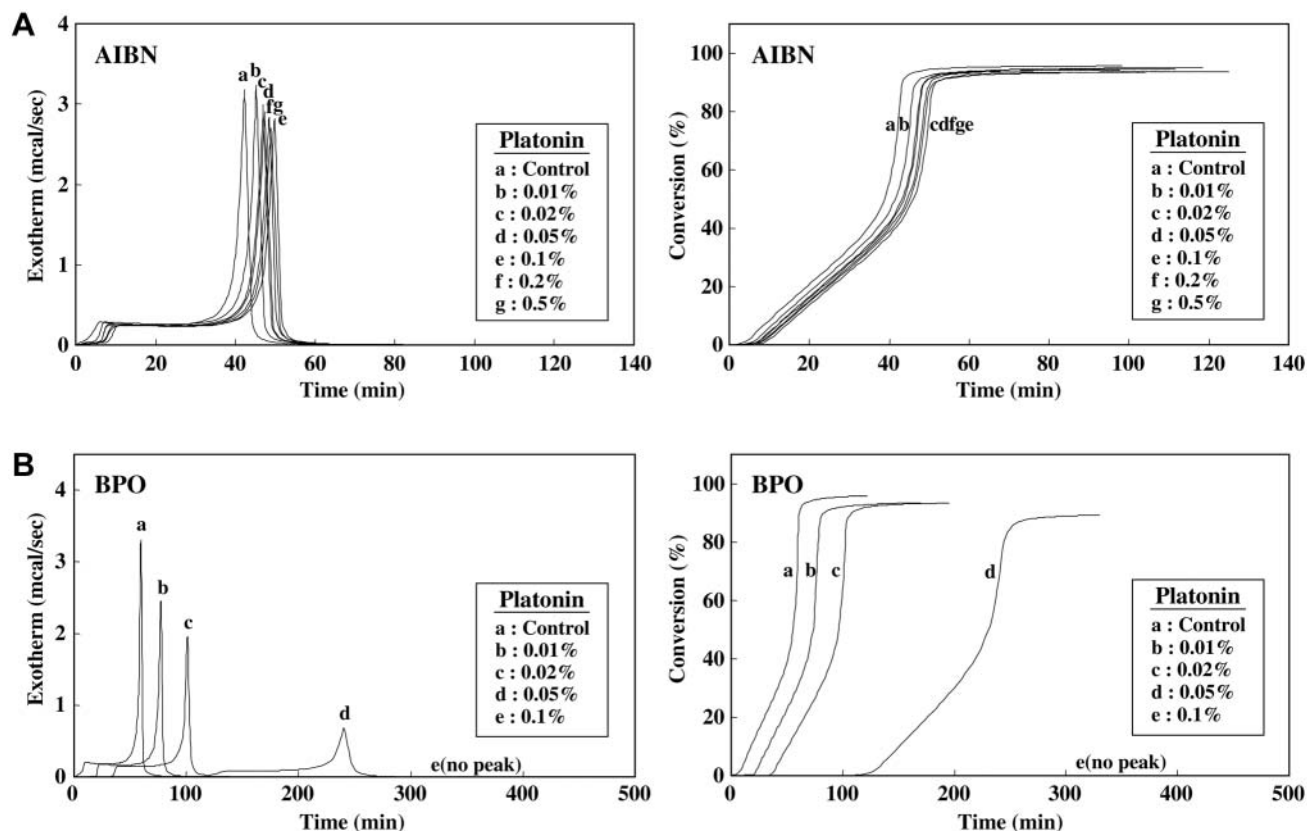 A
AIBN
a b c d f g e
Exotherm (mcal/sec)
4
3
2
1
0
Platonin
a : Control
b : 0.01%
c : 0.02%
d : 0.05%
e : 0.1%
f : 0.2%
g : 0.5%
0 20 40 60 80 100 120 140
Time (min)
AIBN
a b cdfge
Conversion (%)
100
80
60
40
20
0
Platonin
a : Control
b : 0.01%
c : 0.02%
d : 0.05%
e : 0.1%
f : 0.2%
g : 0.5%
0 20 40 60 80 100 120 140
Time (min)
B
BPO
a
b
c
d
e(no peak)
Exotherm (mcal/sec)
4
3
2
1
0
Platonin
a : Control
b : 0.01%
c : 0.02%
d : 0.05%
e : 0.1%
0 100 200 300 400 500
Time (min)
BPO
a b c d
e(no peak)
Conversion (%)
100
80
60
40
20
0
Platonin
a : Control
b : 0.01%
c : 0.02%
d : 0.05%
e : 0.1%
0 100 200 300 400 500
Time (min)